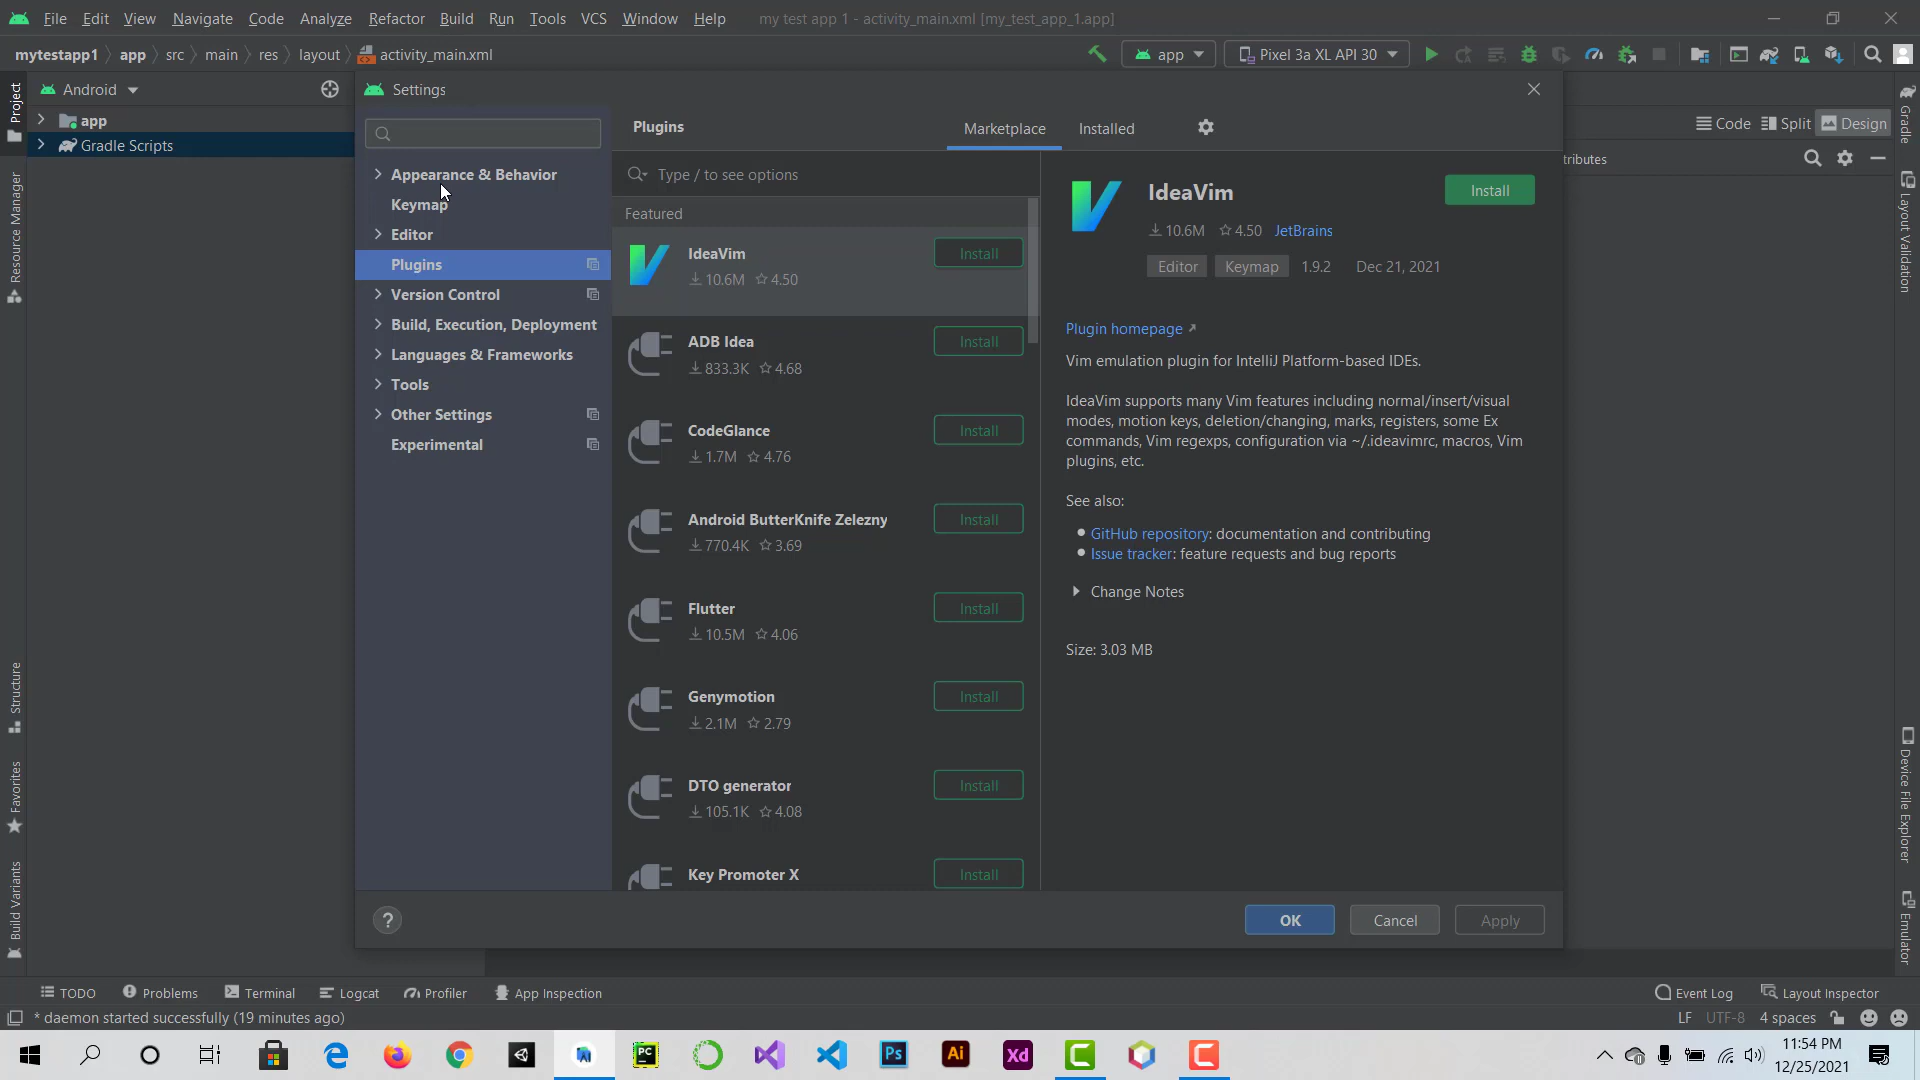 File Edit View Navigate Code Analyze Refactor Build Run Tools VCS Window Help my test app 1 - activity_main.xml [my_test_app_1.app]
mytestapp1 app src main res layout activity_main.xml app Pixel 3a XL API 30
Project
Android
app
Gradle Scripts
Resource Manager
Structure
Favorites
Build Variants
Settings
Appearance & Behavior
Keymap
Editor
Plugins
Version Control
Build, Execution, Deployment
Languages & Frameworks
Tools
Other Settings
Experimental
?
Plugins Marketplace Installed
Type / to see options
Featured
IdeaVim Install
10.6M 4.50
ADB Idea Install
833.3K 4.68
CodeGlance Install
1.7M 4.76
Android ButterKnife Zelezny Install
770.4K 3.69
Flutter Install
10.5M 4.06
Genymotion Install
2.1M 2.79
DTO generator Install
105.1K 4.08
Key Promoter X Install
IdeaVim Install
10.6M 4.50 JetBrains
Editor Keymap 1.9.2 Dec 21, 2021
Plugin homepage
Vim emulation plugin for IntelliJ Platform-based IDEs.
IdeaVim supports many Vim features including normal/insert/visual
modes, motion keys, deletion/changing, marks, registers, some Ex
commands, Vim regexps, configuration via ~/.ideavimrc, macros, Vim
plugins, etc.
See also:
GitHub repository: documentation and contributing
Issue tracker: feature requests and bug reports
Change Notes
Size: 3.03 MB
OK Cancel Apply
Code Split Design
tributes
Gradle
Layout Validation
Device File Explorer
Emulator
TODO Problems Terminal Logcat Profiler App Inspection Event Log Layout Inspector
* daemon started successfully (19 minutes ago) LF UTF-8 4 spaces
PC Ps Ai Xd C C
11:54 PM
12/25/2021